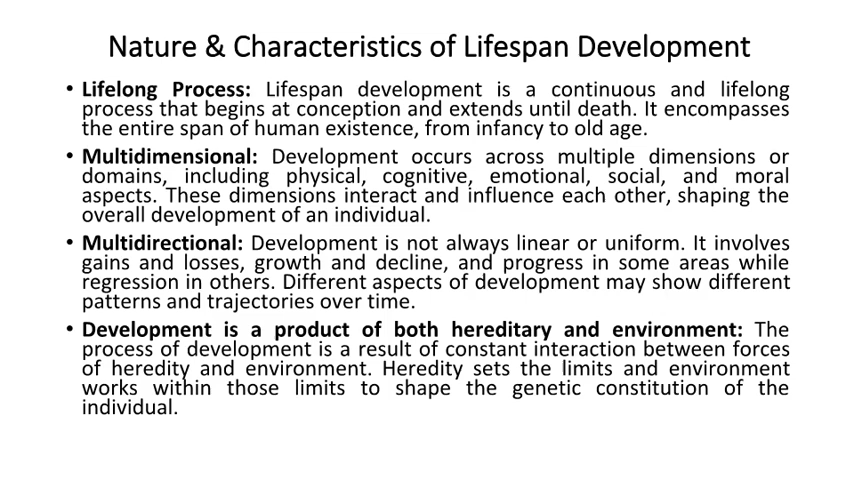 Nature & Characteristics of Lifespan Development
• Lifelong Process: Lifespan development is a continuous and lifelong
process that begins at conception and extends until death. It encompasses
the entire span of human existence, from infancy to old age.
• Multidimensional: Development occurs across multiple dimensions or
domains, including physical, cognitive, emotional, social, and moral
aspects. These dimensions interact and influence each other, shaping the
overall development of an individual.
• Multidirectional: Development is not always linear or uniform. It involves
gains and losses, growth and decline, and progress in some areas while
regression in others. Different aspects of development may show different
patterns and trajectories over time.
• Development is a product of both hereditary and environment: The
process of development is a result of constant interaction between forces
of heredity and environment. Heredity sets the limits and environment
works within those limits to shape the genetic constitution of the
individual.